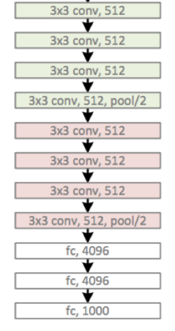 3x3 conv, 512
3x3 conv, 512
3x3 conv, 512
3x3 conv, 512, pool/2
3x3 conv, 512
3x3 conv, 512
3x3 conv, 512
3x3 conv, 512, pool/2
fc, 4096
fc, 4096
fc, 1000